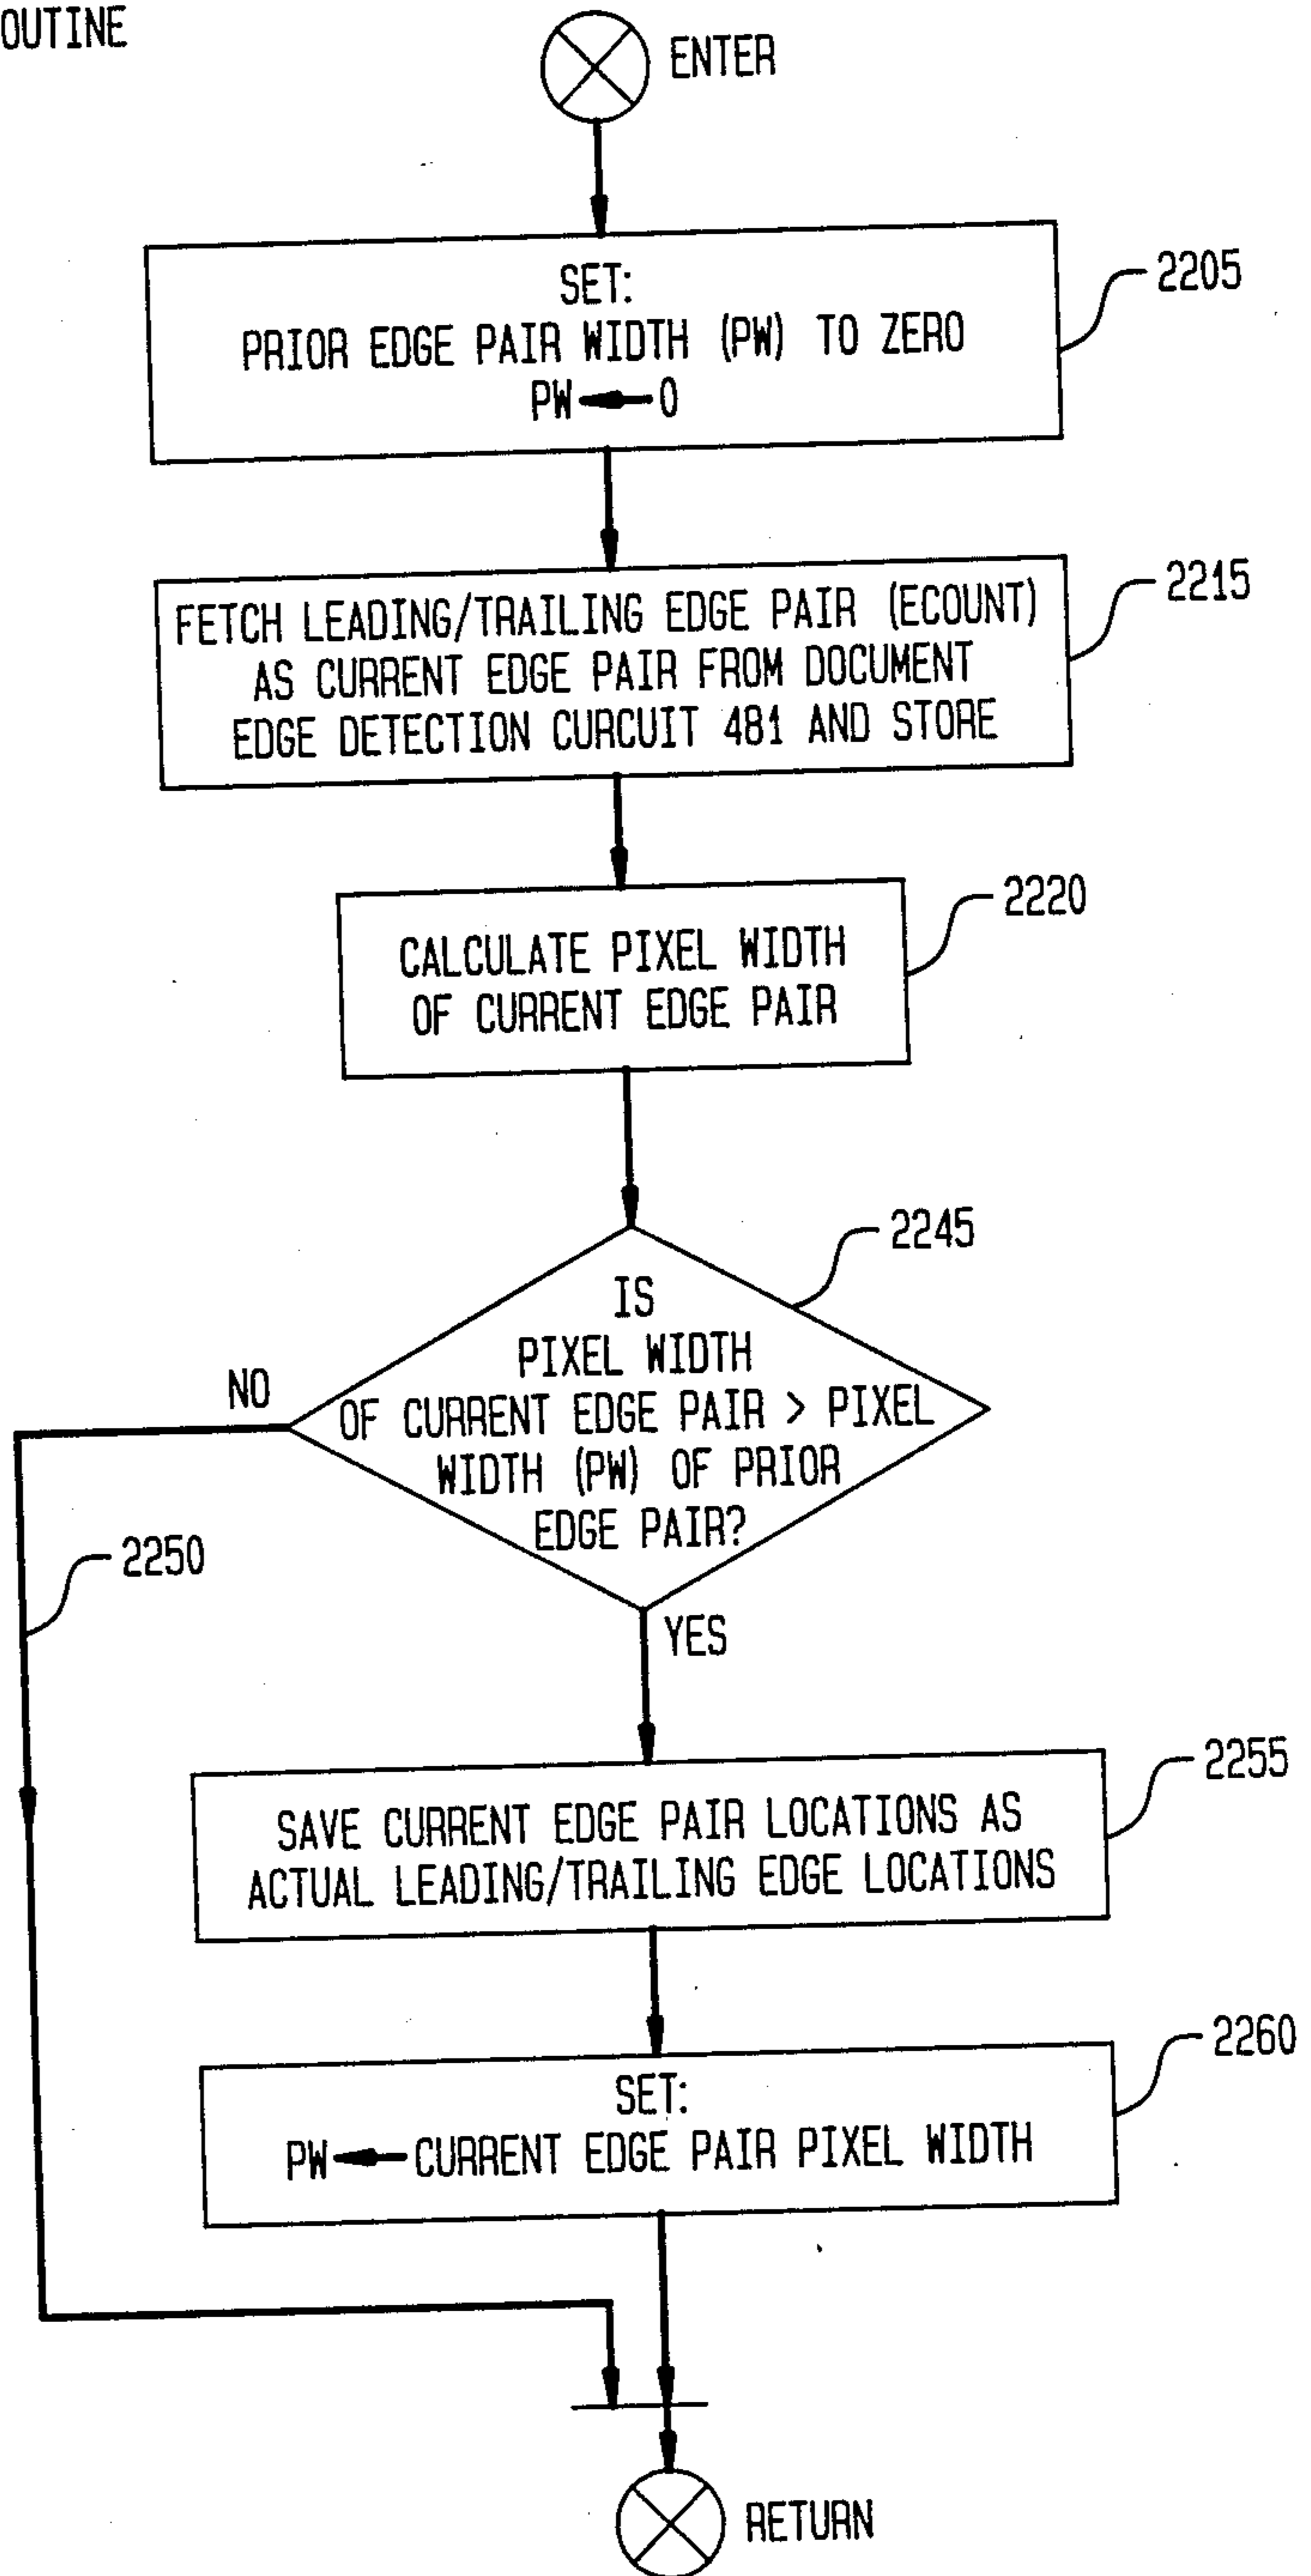 OUTINE
ENTER
SET:
PRIOR EDGE PAIR WIDTH (PW) TO ZERO
PW ← 0
2205
FETCH LEADING/TRAILING EDGE PAIR (ECOUNT)
AS CURRENT EDGE PAIR FROM DOCUMENT
EDGE DETECTION CURCUIT 481 AND STORE
2215
CALCULATE PIXEL WIDTH
OF CURRENT EDGE PAIR
2220
IS
PIXEL WIDTH
OF CURRENT EDGE PAIR > PIXEL
WIDTH (PW) OF PRIOR
EDGE PAIR?
2245
NO
2250
YES
SAVE CURRENT EDGE PAIR LOCATIONS AS
ACTUAL LEADING/TRAILING EDGE LOCATIONS
2255
SET:
PW ← CURRENT EDGE PAIR PIXEL WIDTH
2260
RETURN